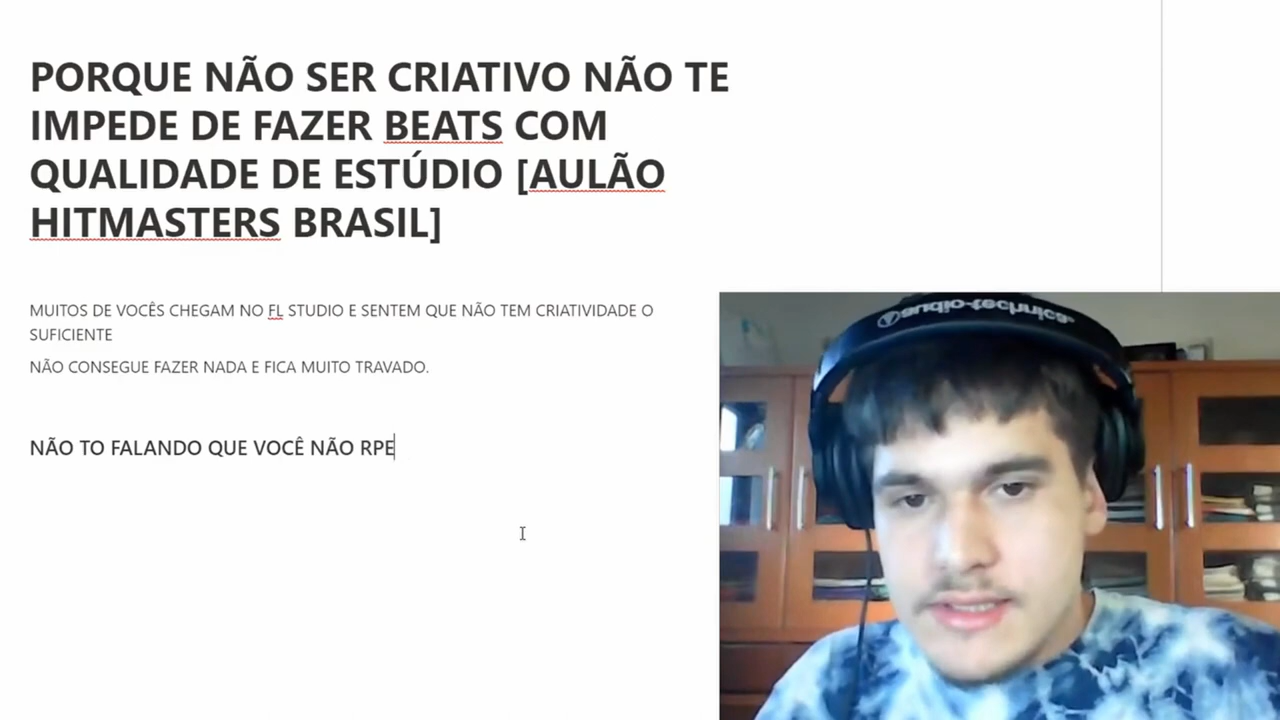 PORQUE NÃO SER CRIATIVO NÃO TE
IMPEDE DE FAZER BEATS COM
QUALIDADE DE ESTÚDIO [AULÃO
HITMASTERS BRASIL]
MUITOS DE VOCÊS CHEGAM NO FL STUDIO E SENTEM QUE NÃO TEM CRIATIVIDADE O
SUFICIENTE
NÃO CONSEGUE FAZER NADA E FICA MUITO TRAVADO.
NÃO TO FALANDO QUE VOCÊ NÃO RPE
audio-technica